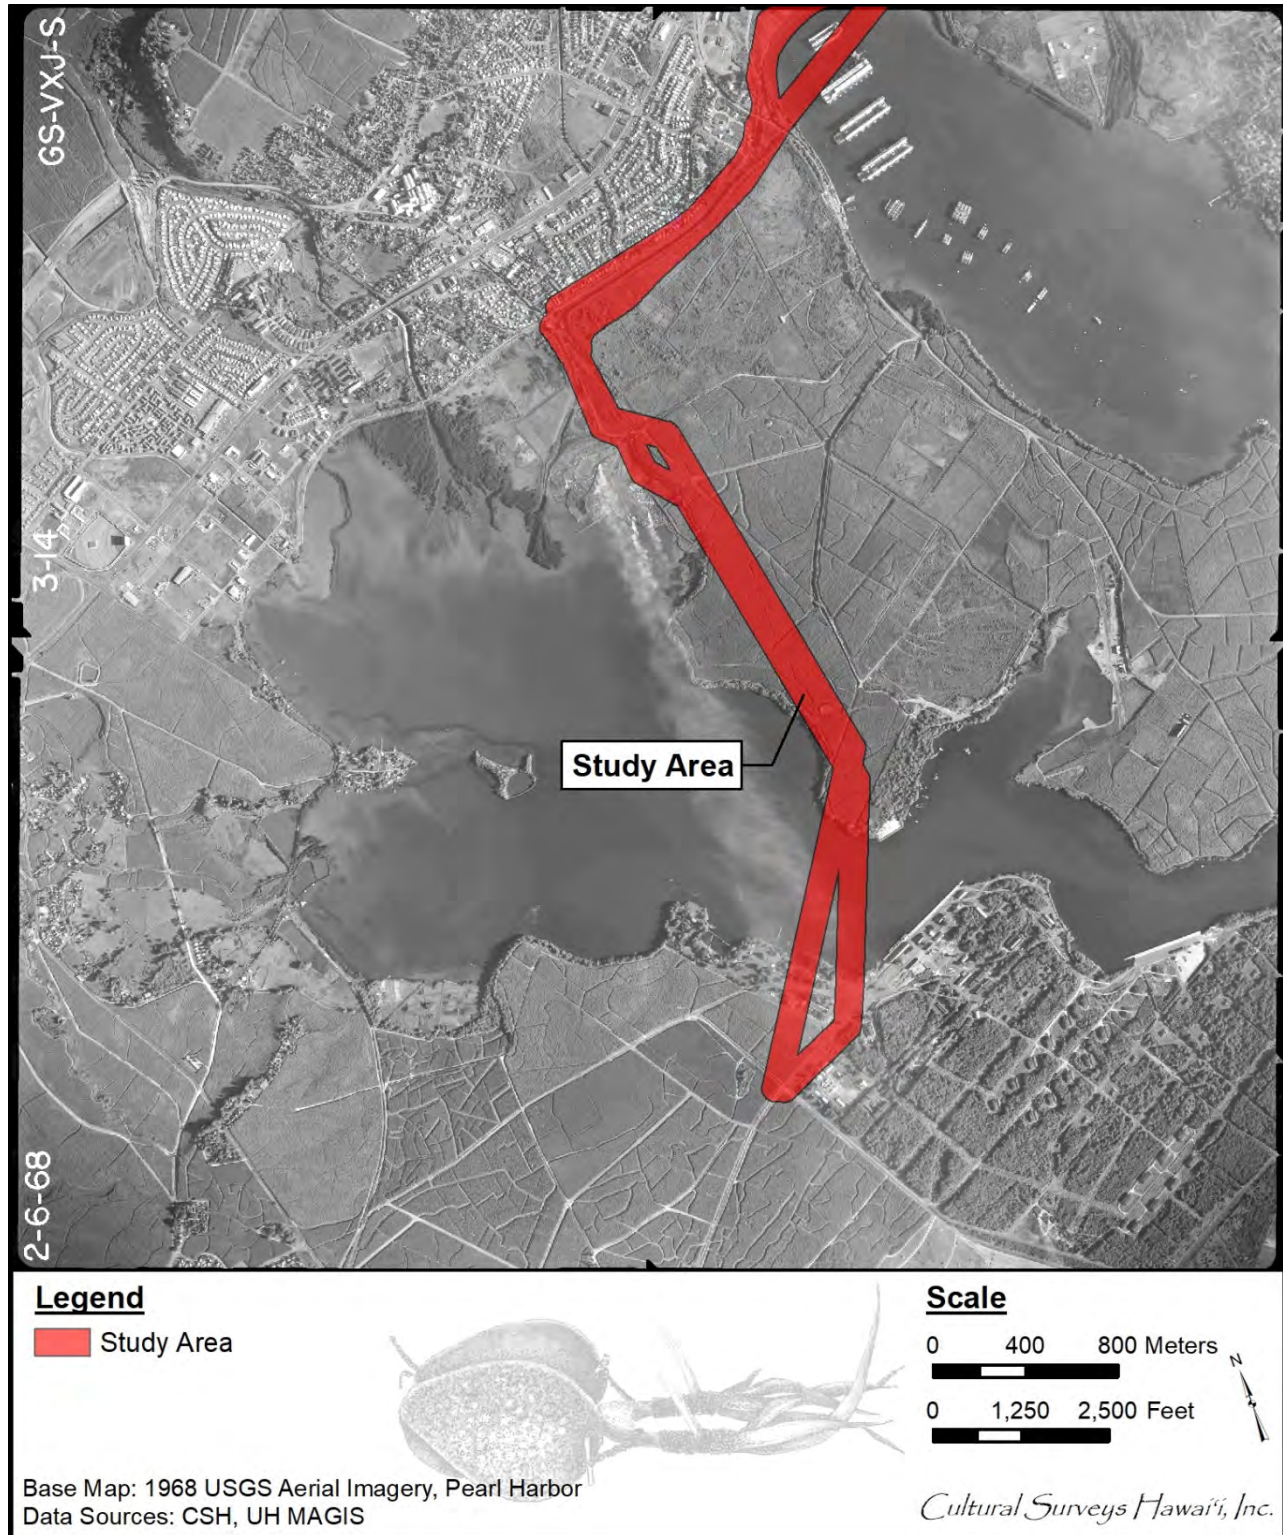 GS-VXJ-S
3-14
2-6-68
Study Area
Legend
Study Area
Base Map: 1968 USGS Aerial Imagery, Pearl Harbor
Data Sources: CSH, UH MAGIS
Scale
0 400 800 Meters
0 1,250 2,500 Feet
N
Cultural Surveys Hawaiʻi, Inc.